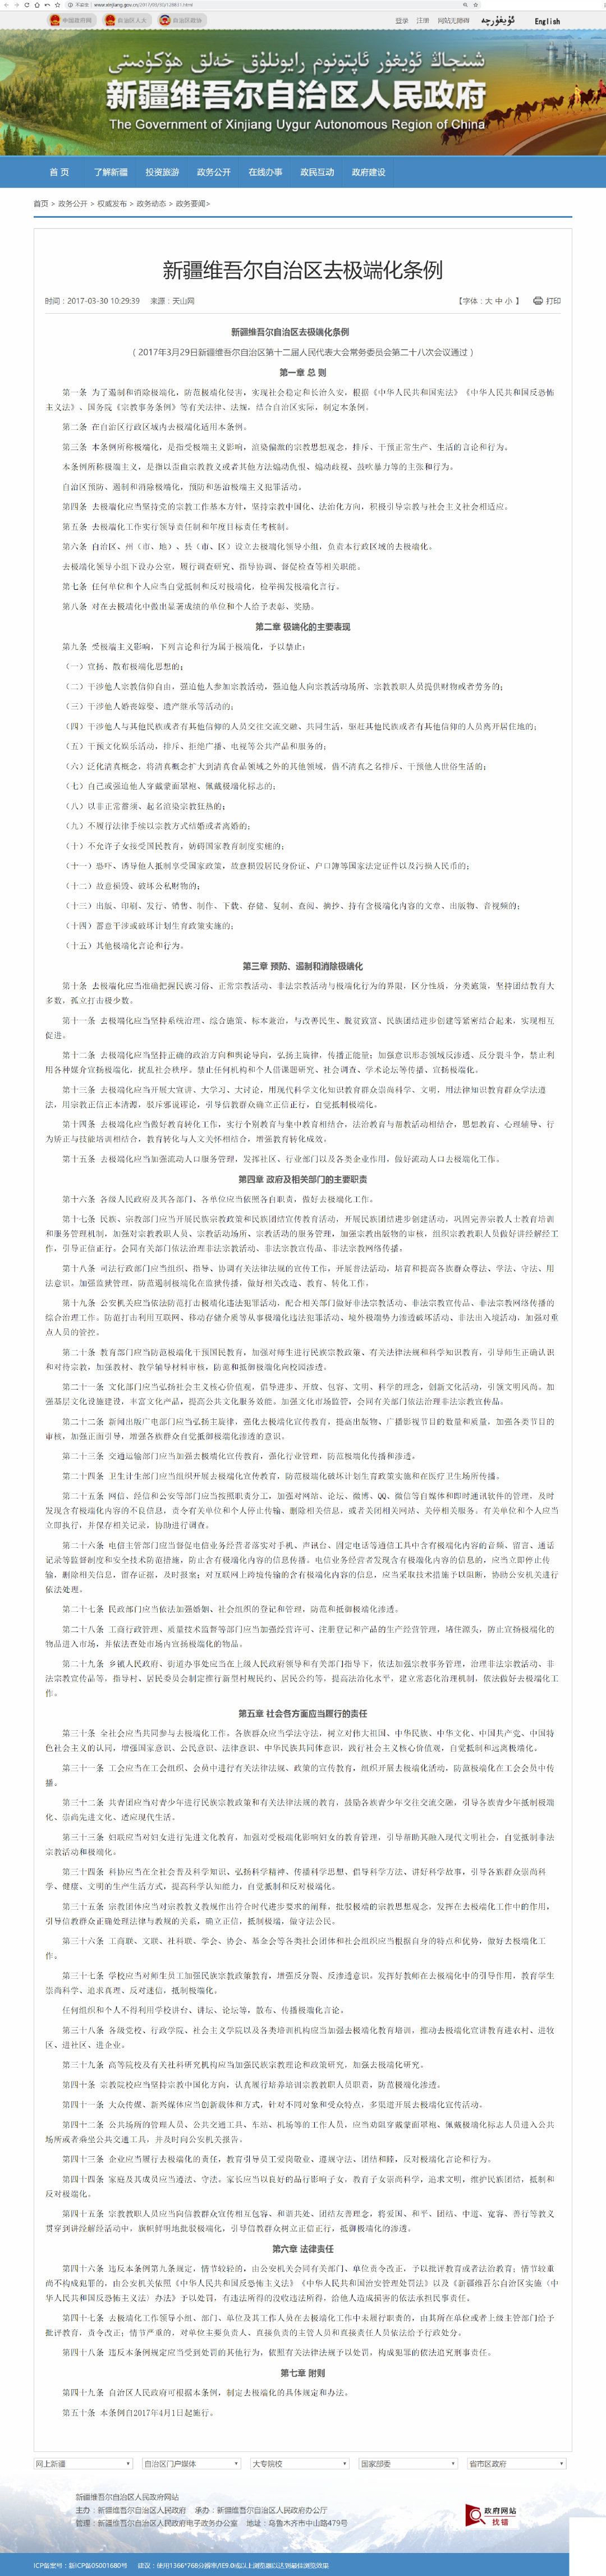 www.xinjiang.gov.cn/2017/03/30/128831.html
中国政府网 自治区人大 自治区政协
登录 注册 网站无障碍 ئۇيغۇرچە English
شىنجاڭ ئۇيغۇر ئاپتونوم رايونلۇق خەلق ھۆكۈمىتى
新疆维吾尔自治区人民政府
The Government of Xinjiang Uygur Autonomous Region of China
首 页 了解新疆 投资旅游 政务公开 在线办事 政民互动 政府建设
首页 > 政务公开 > 权威发布 > 政务动态 > 政务要闻>
新疆维吾尔自治区去极端化条例
时间：2017-03-30 10:29:39 来源：天山网 【字体：大 中 小 】 打印
新疆维吾尔自治区去极端化条例
（2017年3月29日新疆维吾尔自治区第十二届人民代表大会常务委员会第二十八次会议通过）
第一章 总 则
第一条 为了遏制和消除极端化，防范极端化侵害，实现社会稳定和长治久安，根据《中华人民共和国宪法》《中华人民共和国反恐怖
主义法》、国务院《宗教事务条例》等有关法律、法规，结合自治区实际，制定本条例。
第二条 在自治区行政区域内去极端化适用本条例。
第三条 本条例所称极端化，是指受极端主义影响，渲染偏激的宗教思想观念，排斥、干预正常生产、生活的言论和行为。
本条例所称极端主义，是指以歪曲宗教教义或者其他方法煽动仇恨、煽动歧视、鼓吹暴力等的主张和行为。
自治区预防、遏制和消除极端化，预防和惩治极端主义犯罪活动。
第四条 去极端化应当坚持党的宗教工作基本方针，坚持宗教中国化、法治化方向，积极引导宗教与社会主义社会相适应。
第五条 去极端化工作实行领导责任制和年度目标责任考核制。
第六条 自治区、州（市、地）、县（市、区）设立去极端化领导小组，负责本行政区域的去极端化。
去极端化领导小组下设办公室，履行调查研究、指导协调、督促检查等相关职能。
第七条 任何单位和个人应当自觉抵制和反对极端化，检举揭发极端化言行。
第八条 对在去极端化中做出显著成绩的单位和个人给予表彰、奖励。
第二章 极端化的主要表现
第九条 受极端主义影响，下列言论和行为属于极端化，予以禁止：
（一）宣扬、散布极端化思想的；
（二）干涉他人宗教信仰自由，强迫他人参加宗教活动，强迫他人向宗教活动场所、宗教教职人员提供财物或者劳务的；
（三）干涉他人婚丧嫁娶、遗产继承等活动的；
（四）干涉他人与其他民族或者有其他信仰的人员交往交流交融、共同生活，驱赶其他民族或者有其他信仰的人员离开居住地的；
（五）干预文化娱乐活动，排斥、拒绝广播、电视等公共产品和服务的；
（六）泛化清真概念，将清真概念扩大到清真食品领域之外的其他领域，借不清真之名排斥、干预他人世俗生活的；
（七）自己或强迫他人穿戴蒙面罩袍、佩戴极端化标志的；
（八）以非正常蓄须、起名渲染宗教狂热的；
（九）不履行法律手续以宗教方式结婚或者离婚的；
（十）不允许子女接受国民教育，妨碍国家教育制度实施的；
（十一）恐吓、诱导他人抵制享受国家政策，故意损毁居民身份证、户口簿等国家法定证件以及污损人民币的；
（十二）故意损毁、破坏公私财物的；
（十三）出版、印刷、发行、销售、制作、下载、存储、复制、查阅、摘抄、持有含极端化内容的文章、出版物、音视频的；
（十四）蓄意干涉或破坏计划生育政策实施的；
（十五）其他极端化言论和行为。
第三章 预防、遏制和消除极端化
第十条 去极端化应当准确把握民族习俗、正常宗教活动、非法宗教活动与极端化行为的界限，区分性质，分类施策，坚持团结教育大
多数，孤立打击极少数。
第十一条 去极端化应当坚持系统治理、综合施策、标本兼治，与改善民生、脱贫致富、民族团结进步创建等紧密结合起来，实现相互
促进。
第十二条 去极端化应当坚持正确的政治方向和舆论导向，弘扬主旋律，传播正能量；加强意识形态领域反渗透、反分裂斗争，禁止利
用各种媒介宣扬极端化，扰乱社会秩序。禁止任何机构和个人借课题研究、社会调查、学术论坛等传播、宣扬极端化。
第十三条 去极端化应当开展大宣讲、大学习、大讨论，用现代科学文化知识教育群众崇尚科学、文明，用法律知识教育群众学法遵
法，用宗教正信正本清源，驳斥邪说谬论，引导信教群众确立正信正行，自觉抵制极端化。
第十四条 去极端化应当做好教育转化工作，实行个别教育与集中教育相结合，法治教育与帮教活动相结合，思想教育、心理辅导、行
为矫正与技能培训相结合，教育转化与人文关怀相结合，增强教育转化成效。
第十五条 去极端化应当加强流动人口服务管理，发挥社区、行业部门以及各类企业作用，做好流动人口去极端化工作。
第四章 政府及相关部门的主要职责
第十六条 各级人民政府及其各部门、各单位应当依照各自职责，做好去极端化工作。
第十七条 民族、宗教部门应当开展民族宗教政策和民族团结宣传教育活动，开展民族团结进步创建活动，巩固完善宗教人士教育培训
和服务管理机制，加强对宗教教职人员、宗教活动场所、宗教活动的服务管理，加强宗教出版物的审核，组织宗教教职人员做好讲经解经工
作，引导正信正行，会同有关部门依法治理非法宗教活动、非法宗教宣传品、非法宗教网络传播。
第十八条 司法行政部门应当组织、指导、协调有关法律法规的宣传工作，开展普法活动，培育和提高各族群众尊法、学法、守法、用
法意识，加强监狱管理，防范遏制极端化在监狱传播，做好相关改造、教育、转化工作。
第十九条 公安机关应当依法防范打击极端化违法犯罪活动，配合相关部门做好非法宗教活动、非法宗教宣传品、非法宗教网络传播的
综合治理工作。防范打击利用互联网、移动存储介质等从事极端化违法犯罪活动、境外极端势力渗透破坏活动、非法出入境活动，加强对重
点人员的管控。
第二十条 教育部门应当防范极端化干预国民教育，加强对师生进行民族宗教政策、有关法律法规和科学知识教育，引导师生正确认识
和对待宗教，加强教材、教学辅导材料审核，防范和抵御极端化向校园渗透。
第二十一条 文化部门应当弘扬社会主义核心价值观，倡导进步、开放、包容、文明、科学的理念，创新文化活动，引领文明风尚。加
强基层文化设施建设，丰富文化产品，提高公共文化服务效能。加强文化市场监管，会同有关部门依法治理非法宗教宣传品。
第二十二条 新闻出版广电部门应当弘扬主旋律，强化去极端化宣传教育，提高出版物、广播影视节目的数量和质量，加强各类节目的
审核，加强正面引导，增强各族群众自觉抵御极端化渗透的意识。
第二十三条 交通运输部门应当加强去极端化宣传教育，强化行业管理，防范极端化传播和渗透。
第二十四条 卫生计生部门应当组织开展去极端化宣传教育，防范极端化破坏计划生育政策实施和在医疗卫生场所传播。
第二十五条 网信、经信和公安等部门应当按照职责分工，加强对网站、论坛、微博、QQ、微信等自媒体和即时通讯软件的管理，及时
发现含有极端化内容的不良信息，责令有关单位和个人停止传输、删除相关信息，或者关闭相关网站、关停相关服务。有关单位和个人应当
立即执行，并保存相关记录，协助进行调查。
第二十六条 电信主管部门应当督促电信业务经营者落实对手机、声讯台、固定电话等通信工具中含有极端化内容的音频、留言、通话
记录等监督制度和安全技术防范措施，防止含有极端化内容的信息传播。电信业务经营者发现含有极端化内容的信息的，应当立即停止传
输，删除相关信息，留存证据，及时报案；对互联网上跨境传输的含有极端化内容的信息，应当采取技术措施予以阻断，协助公安机关进行
依法处理。
第二十七条 民政部门应当依法加强婚姻、社会组织的登记和管理，防范和抵御极端化渗透。
第二十八条 工商行政管理、质量技术监督等部门应当加强经营许可、注册登记和产品的生产经营管理，堵住源头，防止宣扬极端化的
物品进入市场，并依法查处市场内宣扬极端化的物品。
第二十九条 乡镇人民政府、街道办事处应当在上级人民政府领导和有关部门指导下，依法加强宗教事务管理，治理非法宗教活动、非
法宗教宣传品等，指导村、居民委员会制定推行新型村规民约、居民公约等，提高法治化水平，建立常态化治理机制，依法做好去极端化工
作。
第五章 社会各方面应当履行的责任
第三十条 全社会应当共同参与去极端化工作。各族群众应当学法守法，树立对伟大祖国、中华民族、中华文化、中国共产党、中国特
色社会主义的认同，增强国家意识、公民意识、法律意识、中华民族共同体意识，践行社会主义核心价值观，自觉抵制和远离极端化。
第三十一条 工会应当在工会组织、会员中进行有关法律法规、政策的宣传教育，组织开展去极端化活动，防范极端化在工会会员中传
播。
第三十二条 共青团应当对青少年进行民族宗教政策和有关法律法规的教育，鼓励各族青少年交往交流交融，引导各族青少年抵制极端
化、崇尚先进文化、适应现代生活。
第三十三条 妇联应当对妇女进行先进文化教育，加强对受极端化影响妇女的教育管理，引导帮助其融入现代文明社会，自觉抵制非法
宗教活动和极端化。
第三十四条 科协应当在全社会普及科学知识、弘扬科学精神、传播科学思想、倡导科学方法、讲好科学故事，引导各族群众崇尚科
学、健康、文明的生产生活方式，提高科学认知能力，自觉抵制和反对极端化。
第三十五条 宗教团体应当对宗教教义教规作出符合时代进步要求的阐释，批驳极端的宗教思想观念，发挥在去极端化工作中的作用，
引导信教群众正确处理法律与教规的关系，确立正信，抵制极端，做守法公民。
第三十六条 工商联、文联、社科联、学会、协会、基金会等各类社会团体和社会组织应当根据自身的特点和优势，做好去极端化工
作。
第三十七条 学校应当对师生员工加强民族宗教政策教育，增强反分裂、反渗透意识，发挥好教师在去极端化中的引导作用，教育学生
崇尚科学、追求真理、反对迷信，抵制极端化。
任何组织和个人不得利用学校讲台、讲坛、论坛等，散布、传播极端化言论。
第三十八条 各级党校、行政学院、社会主义学院以及各类培训机构应当加强去极端化教育培训，推动去极端化宣讲教育进农村、进牧
区、进社区、进企业。
第三十九条 高等院校及有关社科研究机构应当加强民族宗教理论和政策研究，加强去极端化研究。
第四十条 宗教院校应当坚持宗教中国化方向，认真履行培养培训宗教教职人员职责，防范极端化渗透。
第四十一条 大众传媒、新兴媒体应当创新载体和方式，针对不同对象和受众特点，多渠道开展去极端化宣传活动。
第四十二条 公共场所的管理人员、公共交通工具、车站、机场等的工作人员，应当劝阻穿戴蒙面罩袍、佩戴极端化标志人员进入公共
场所或者乘坐公共交通工具，并及时向公安机关报告。
第四十三条 企业应当履行去极端化的责任，教育引导员工爱岗敬业、遵规守法、团结和睦，反对极端化言论和行为。
第四十四条 家庭及其成员应当遵法、守法，家长应当以良好的品行影响子女，教育子女崇尚科学，追求文明，维护民族团结，抵制和
反对极端化。
第四十五条 宗教教职人员应当向信教群众宣传相互包容、和谐共处、团结友善理念，将爱国、和平、团结、中道、宽容、善行等教义
贯穿到讲经解经活动中，旗帜鲜明地批驳极端化，引导信教群众树立正信正行，抵御极端化的渗透。
第六章 法律责任
第四十六条 违反本条例第九条规定，情节较轻的，由公安机关会同有关部门、单位责令改正，予以批评教育或者法治教育；情节较重
尚不构成犯罪的，由公安机关依照《中华人民共和国反恐怖主义法》《中华人民共和国治安管理处罚法》以及《新疆维吾尔自治区实施〈中
华人民共和国反恐怖主义法〉办法》予以处罚，有违法所得的没收违法所得，给他人造成损害的依法承担民事责任。
第四十七条 去极端化工作领导小组、部门、单位及其工作人员在去极端化工作中未履行职责的，由其所在单位或者上级主管部门给予
批评教育，责令改正；情节严重的，对单位主要负责人、直接负责的主管人员和直接责任人员依法给予行政处分。
第四十八条 违反本条例规定应当受到处罚的其他行为，依照有关法律法规予以处罚，构成犯罪的依法追究刑事责任。
第七章 附则
第四十九条 自治区人民政府可根据本条例，制定去极端化的具体规定和办法。
第五十条 本条例自2017年4月1日起施行。
网上新疆 自治区门户媒体 大专院校 国家部委 省市区政府
新疆维吾尔自治区人民政府网站
主办：新疆维吾尔自治区人民政府 承办：新疆维吾尔自治区人民政府办公厅
管理：新疆维吾尔自治区人民政府电子政务办公室 地址：乌鲁木齐市中山路479号
政府网站
找错
ICP备案号：新ICP备05001680号 建议：使用1366*768分辨率/IE9.0或以上浏览器以达到最佳浏览效果